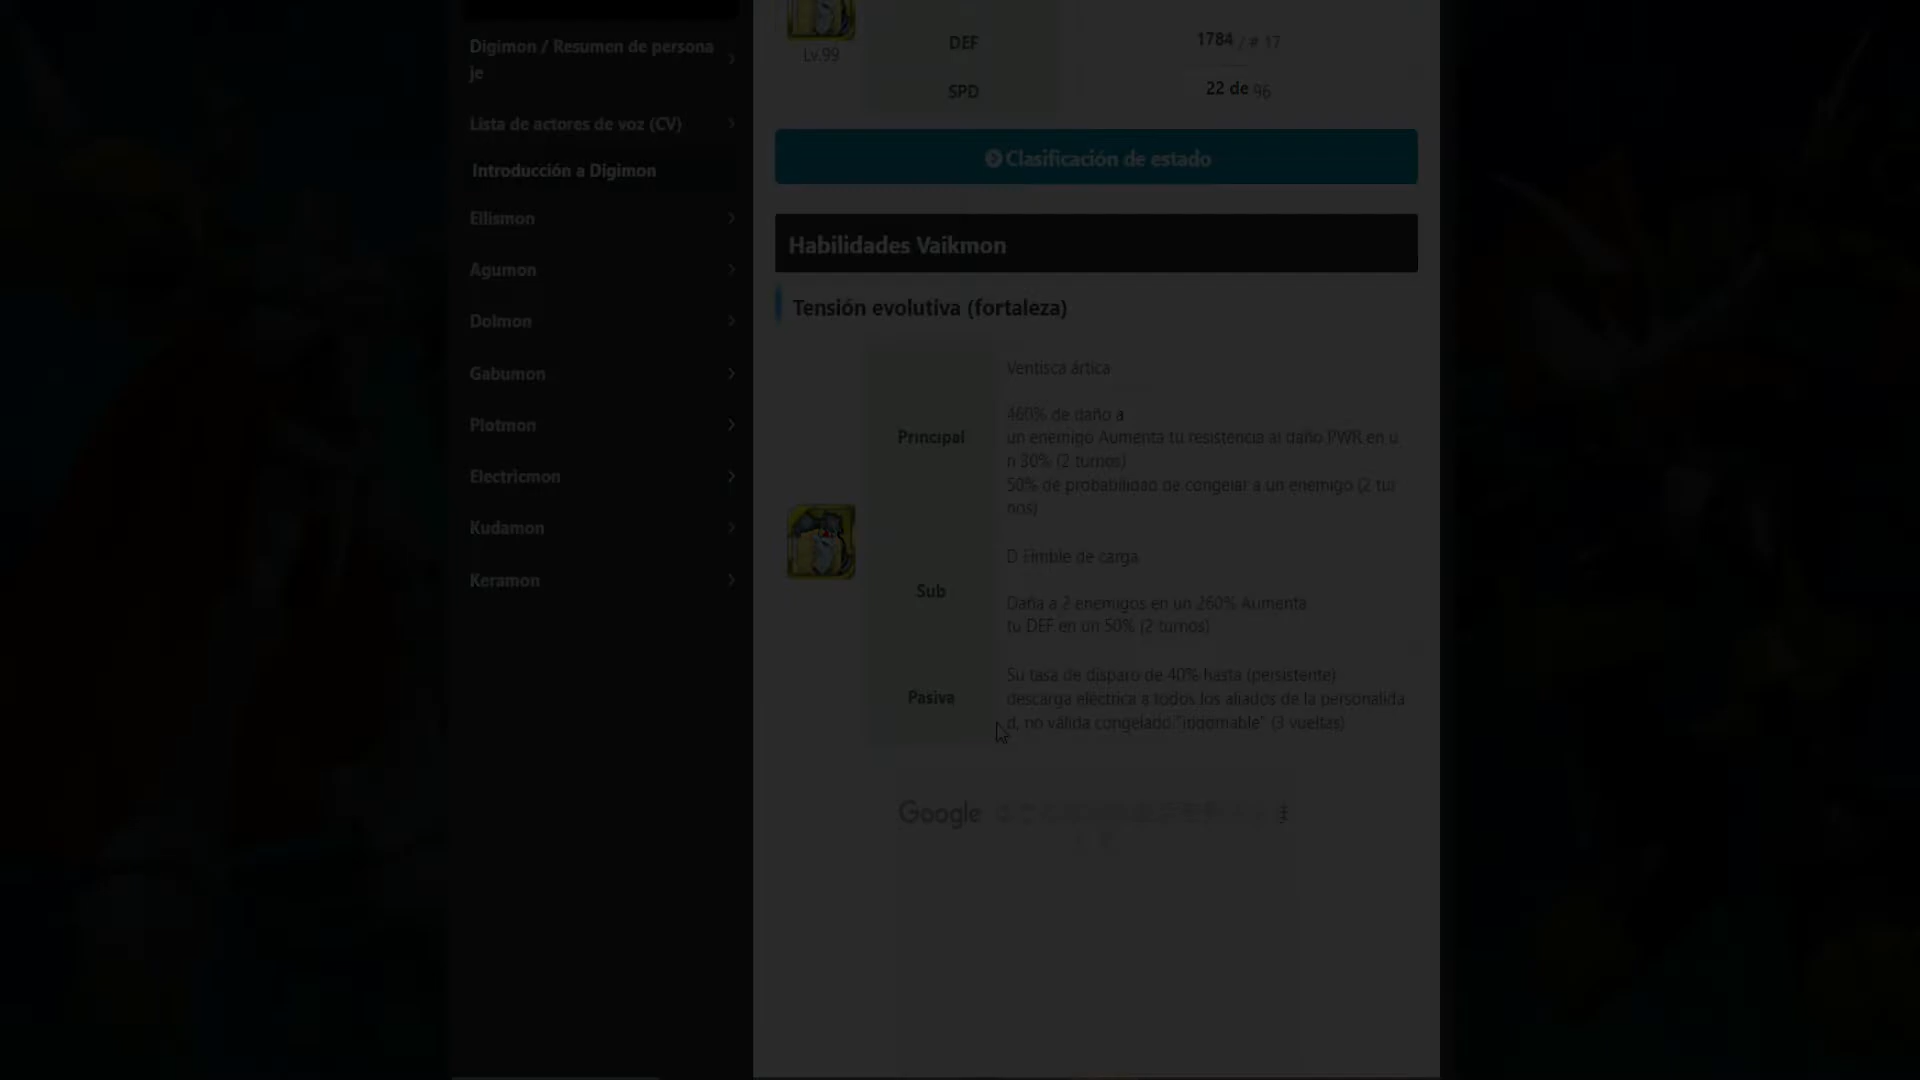 Digimon / Resumen de persona
je
Lista de actores de voz (CV)
Introducción a Digimon
Ellismon
Agumon
Dolmon
Gabumon
Plotmon
Electricmon
Kudamon
Keramon
Lv.99
DEF
1784 / # 17
SPD
22 de 96
Clasificación de estado
Habilidades Vaikmon
Tensión evolutiva (fortaleza)
Principal
Ventisca ártica
460% de daño a
un enemigo Aumenta tu resistencia al daño PWR en u
n 30% (2 turnos)
50% de probabilidad de congelar a un enemigo (2 tur
nos)
Sub
D Eimble de carga
Daña a 2 enemigos en un 260% Aumenta
tu DEF en un 50% (2 turnos)
Pasiva
Su tasa de disparo de 40% hasta (persistente)
descarga eléctrica a todos los aliados de la personalida
d, no válida congelado "indomable" (3 vueltas)
Google